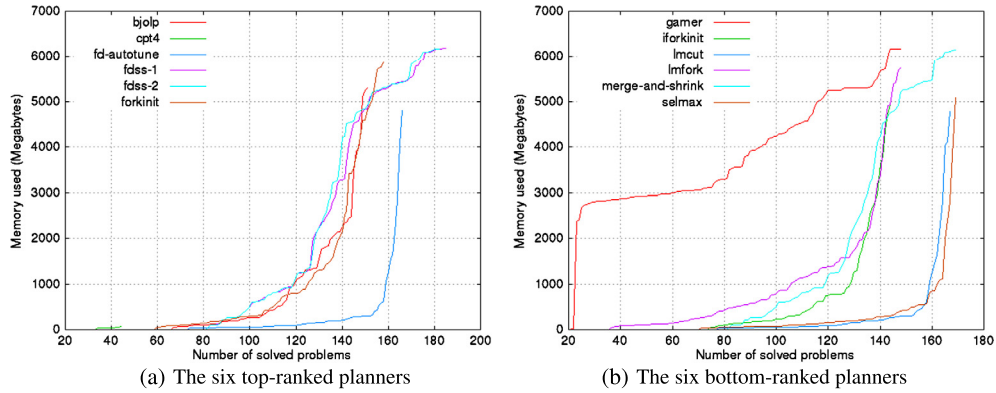 7000
6000
5000
4000
3000
2000
1000
0
Memory used (Megabytes)
bjolp
cpt4
fd-autotune
fdss-1
fdss-2
forkinit
20 40 60 80 100 120 140 160 180 200
Number of solved problems
(a) The six top-ranked planners
7000
6000
5000
4000
3000
2000
1000
0
Memory used (Megabytes)
gamer
iforkinit
lmcut
lmfork
merge-and-shrink
selmax
20 40 60 80 100 120 140 160 180
Number of solved problems
(b) The six bottom-ranked planners